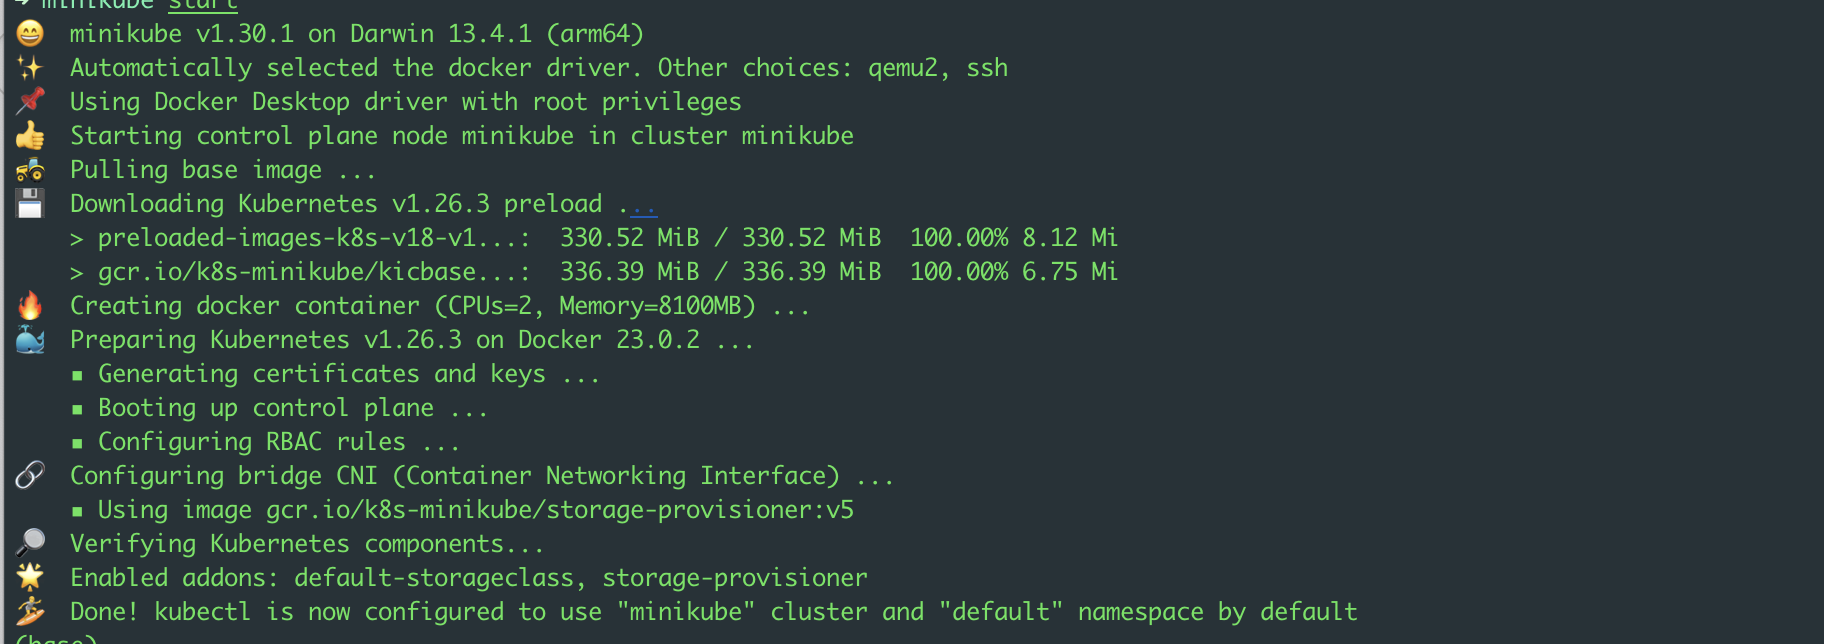 ➜ minikube start
😄 minikube v1.30.1 on Darwin 13.4.1 (arm64)
✨ Automatically selected the docker driver. Other choices: qemu2, ssh
📌 Using Docker Desktop driver with root privileges
👍 Starting control plane node minikube in cluster minikube
🚜 Pulling base image ...
💾 Downloading Kubernetes v1.26.3 preload ...
> preloaded-images-k8s-v18-v1...: 330.52 MiB / 330.52 MiB 100.00% 8.12 Mi
> gcr.io/k8s-minikube/kicbase...: 336.39 MiB / 336.39 MiB 100.00% 6.75 Mi
🔥 Creating docker container (CPUs=2, Memory=8100MB) ...
🐳 Preparing Kubernetes v1.26.3 on Docker 23.0.2 ...
▪ Generating certificates and keys ...
▪ Booting up control plane ...
▪ Configuring RBAC rules ...
🔗 Configuring bridge CNI (Container Networking Interface) ...
▪ Using image gcr.io/k8s-minikube/storage-provisioner:v5
🔎 Verifying Kubernetes components...
🌟 Enabled addons: default-storageclass, storage-provisioner
🏄 Done! kubectl is now configured to use "minikube" cluster and "default" namespace by default
(base)